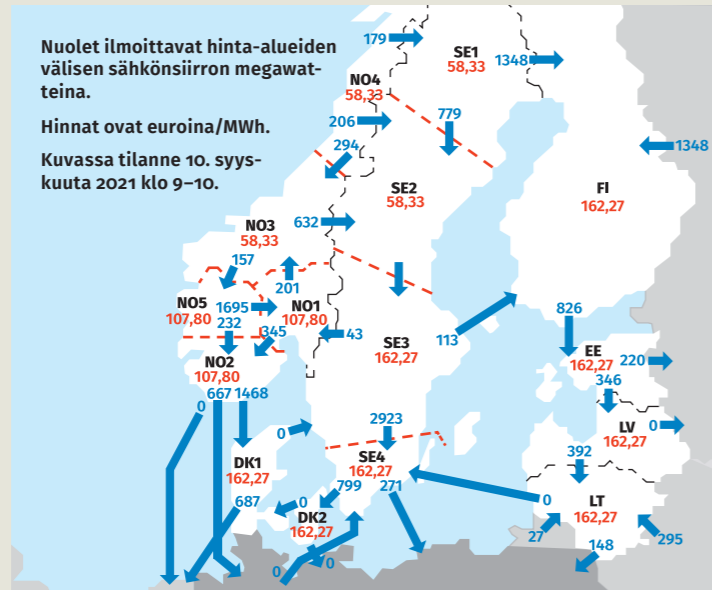 Nuolet ilmoittavat hinta-alueiden
välisen sähkönsiirron megawat-
teina.
Hinnat ovat euroina/MWh.
Kuvassa tilanne 10. syys-
kuuta 2021 klo 9–10.
179
SE1
58,33
1348
NO4
58,33
206
779
294
1348
SE2
58,33
FI
162,27
NO3
58,33
632
157
201
NO5
107,80
1695
232
NO1
107,80
345
43
SE3
162,27
113
826
NO2
107,80
EE
162,27
220
346
667
1468
0
0
2923
LV
162,27
0
392
DK1
162,27
SE4
162,27
687
0
799
271
0
LT
162,27
DK2
162,27
27
295
148
0
0